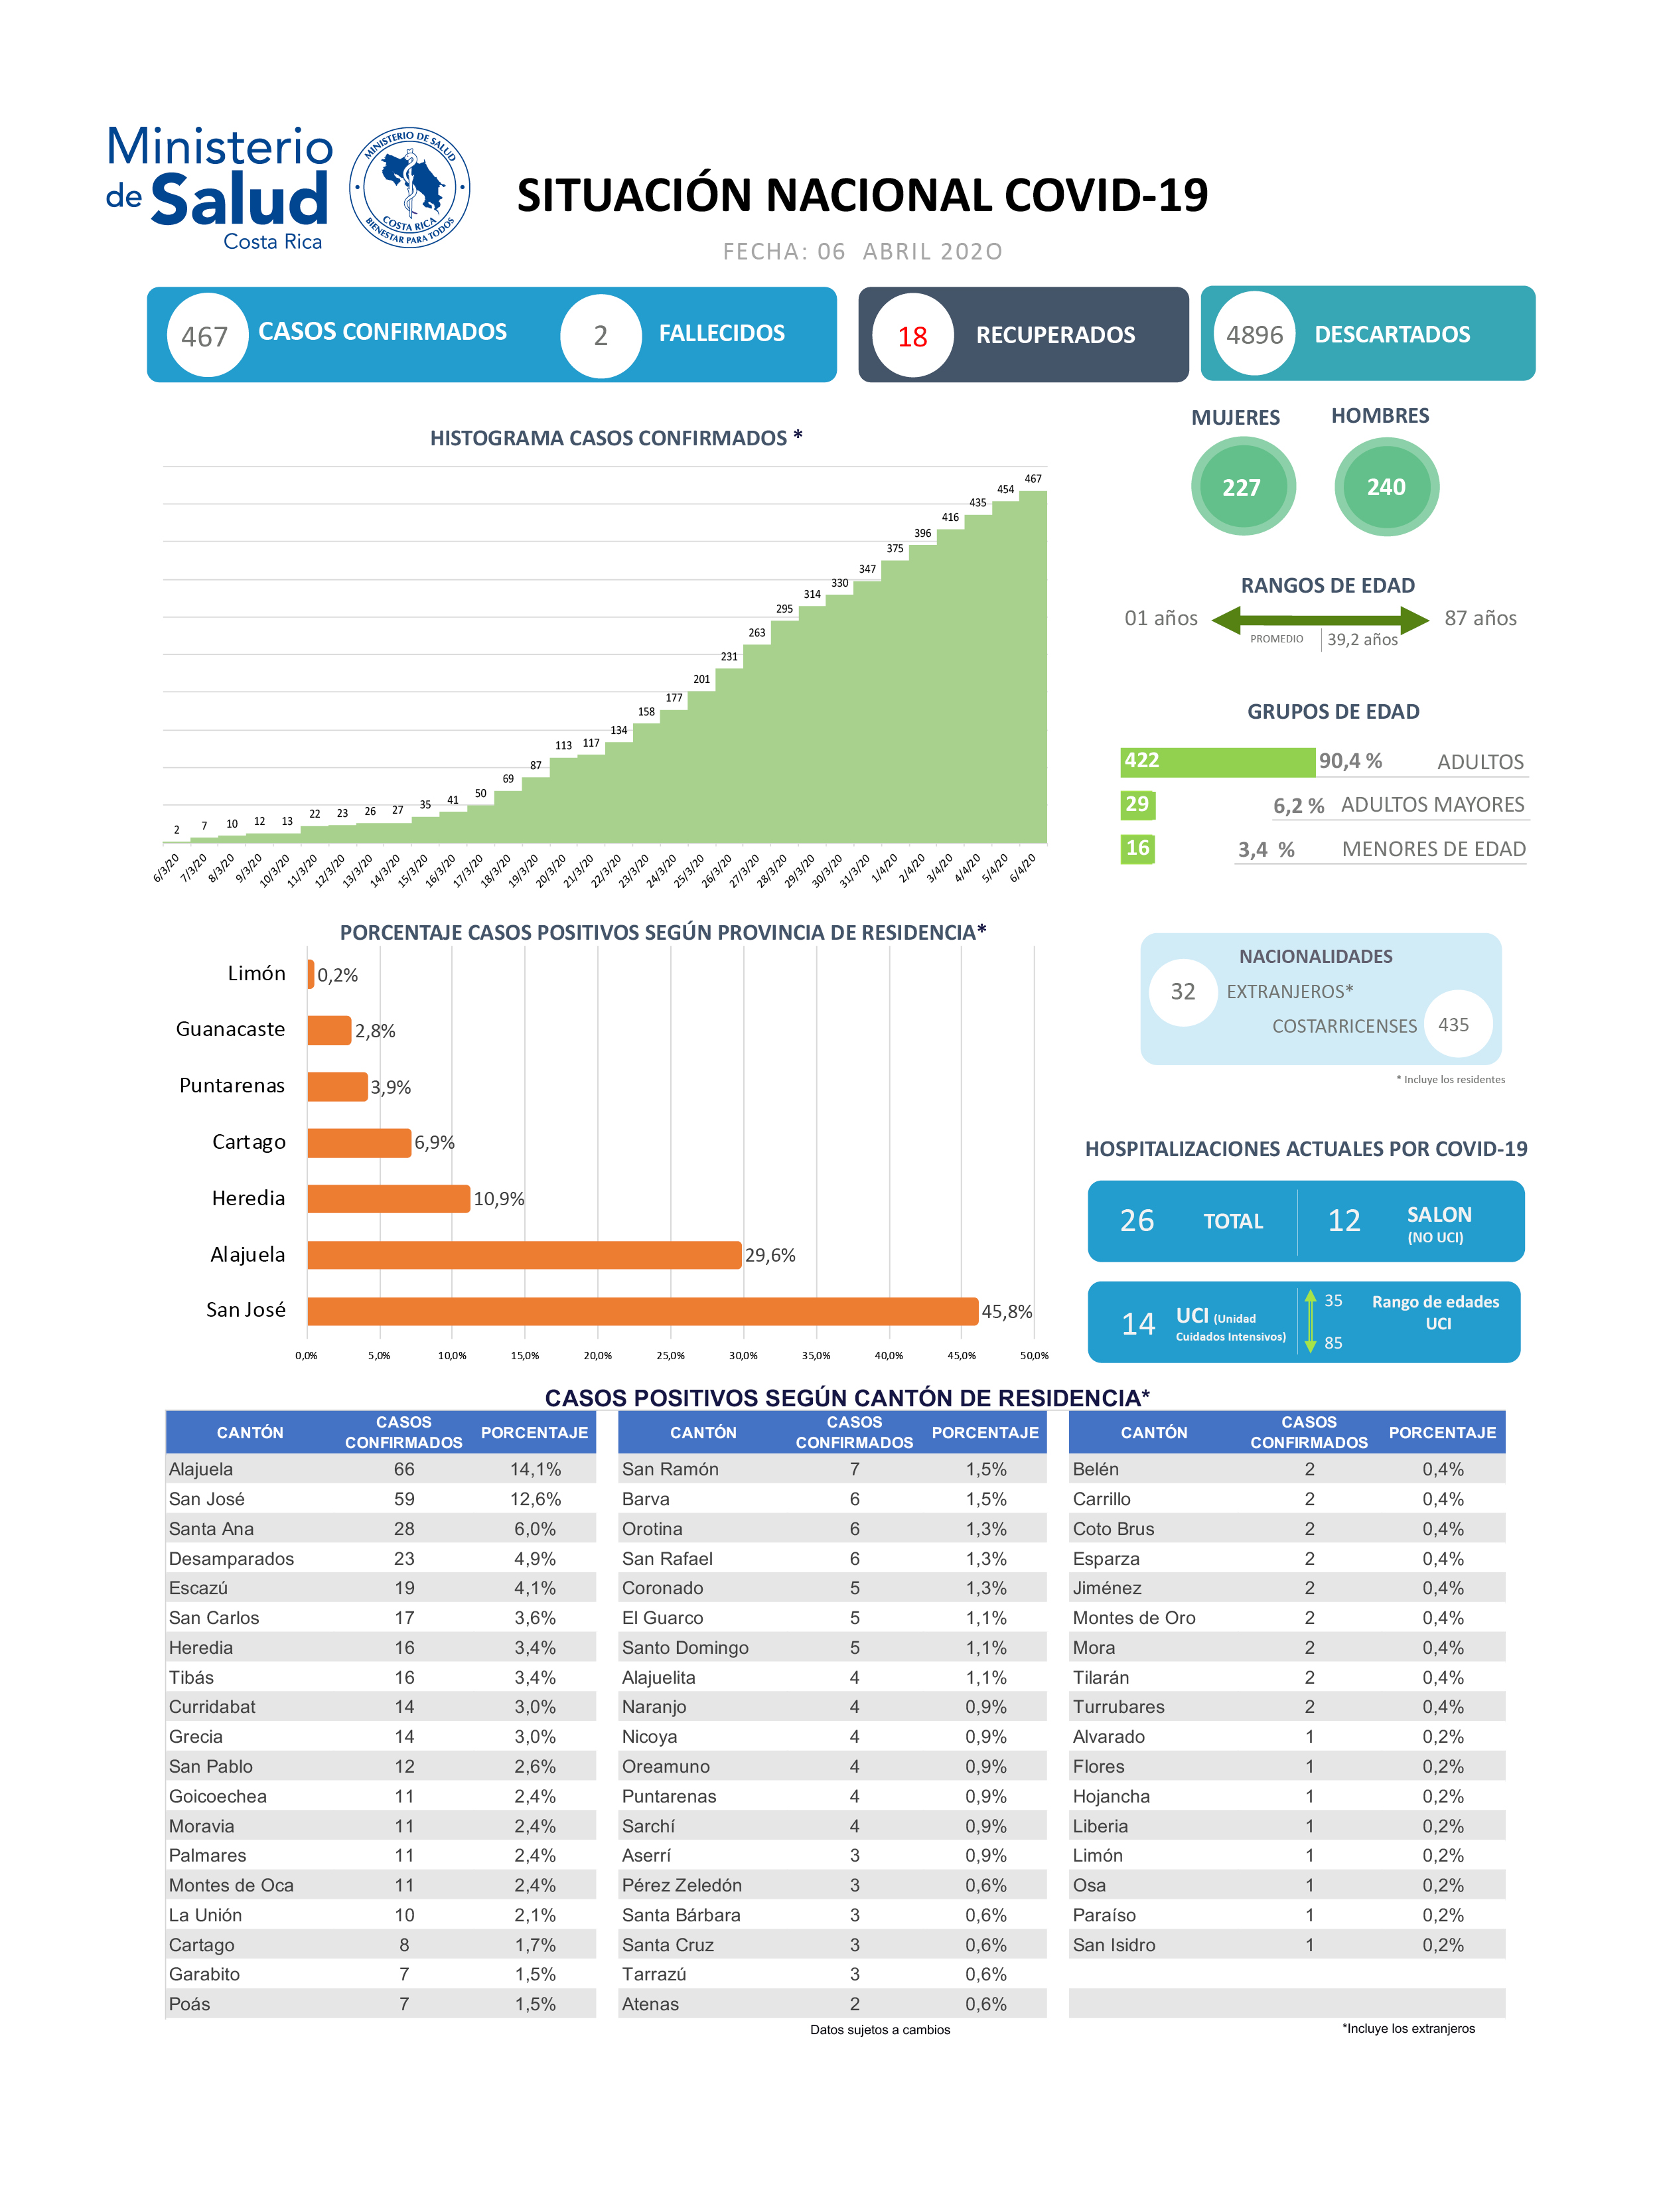 Ministerio
de Salud
Costa Rica
MINISTERIO DE SALUD
COSTA RICA
BIENESTAR PARA TODOS
SITUACIÓN NACIONAL COVID-19
FECHA: 06 ABRIL 202O
467 CASOS CONFIRMADOS 2 FALLECIDOS 18 RECUPERADOS 4896 DESCARTADOS
HISTOGRAMA CASOS CONFIRMADOS *
2 7 10 12 13 22 23 26 27 35 41 50 69 87 113 117 134 158 177 201 231 263 295 314 330 347 375 396 416 435 454 467
6/3/20 7/3/20 8/3/20 9/3/20 10/3/20 11/3/20 12/3/20 13/3/20 14/3/20 15/3/20 16/3/20 17/3/20 18/3/20 19/3/20 20/3/20 21/3/20 22/3/20 23/3/20 24/3/20 25/3/20 26/3/20 27/3/20 28/3/20 29/3/20 30/3/20 31/3/20 1/4/20 2/4/20 3/4/20 4/4/20 5/4/20 6/4/20
MUJERES HOMBRES
227 240
RANGOS DE EDAD
01 años 87 años
PROMEDIO 39,2 años
GRUPOS DE EDAD
422 90,4 % ADULTOS
29 6,2 % ADULTOS MAYORES
16 3,4 % MENORES DE EDAD
PORCENTAJE CASOS POSITIVOS SEGÚN PROVINCIA DE RESIDENCIA*
Limón 0,2%
Guanacaste 2,8%
Puntarenas 3,9%
Cartago 6,9%
Heredia 10,9%
Alajuela 29,6%
San José 45,8%
0,0% 5,0% 10,0% 15,0% 20,0% 25,0% 30,0% 35,0% 40,0% 45,0% 50,0%
NACIONALIDADES
32 EXTRANJEROS*
COSTARRICENSES 435
* Incluye los residentes
HOSPITALIZACIONES ACTUALES POR COVID-19
26 TOTAL 12 SALON
(NO UCI)
14 UCI (Unidad
Cuidados Intensivos)
35
85
Rango de edades
UCI
CASOS POSITIVOS SEGÚN CANTÓN DE RESIDENCIA*
CANTÓN CASOS CONFIRMADOS PORCENTAJE CANTÓN CASOS CONFIRMADOS PORCENTAJE CANTÓN CASOS CONFIRMADOS PORCENTAJE
Alajuela 66 14,1% San Ramón 7 1,5% Belén 2 0,4%
San José 59 12,6% Barva 6 1,5% Carrillo 2 0,4%
Santa Ana 28 6,0% Orotina 6 1,3% Coto Brus 2 0,4%
Desamparados 23 4,9% San Rafael 6 1,3% Esparza 2 0,4%
Escazú 19 4,1% Coronado 5 1,3% Jiménez 2 0,4%
San Carlos 17 3,6% El Guarco 5 1,1% Montes de Oro 2 0,4%
Heredia 16 3,4% Santo Domingo 5 1,1% Mora 2 0,4%
Tibás 16 3,4% Alajuelita 4 1,1% Tilarán 2 0,4%
Curridabat 14 3,0% Naranjo 4 0,9% Turrubares 2 0,4%
Grecia 14 3,0% Nicoya 4 0,9% Alvarado 1 0,2%
San Pablo 12 2,6% Oreamuno 4 0,9% Flores 1 0,2%
Goicoechea 11 2,4% Puntarenas 4 0,9% Hojancha 1 0,2%
Moravia 11 2,4% Sarchí 4 0,9% Liberia 1 0,2%
Palmares 11 2,4% Aserrí 3 0,9% Limón 1 0,2%
Montes de Oca 11 2,4% Pérez Zeledón 3 0,6% Osa 1 0,2%
La Unión 10 2,1% Santa Bárbara 3 0,6% Paraíso 1 0,2%
Cartago 8 1,7% Santa Cruz 3 0,6% San Isidro 1 0,2%
Garabito 7 1,5% Tarrazú 3 0,6%
Poás 7 1,5% Atenas 2 0,6%
Datos sujetos a cambios
*Incluye los extranjeros